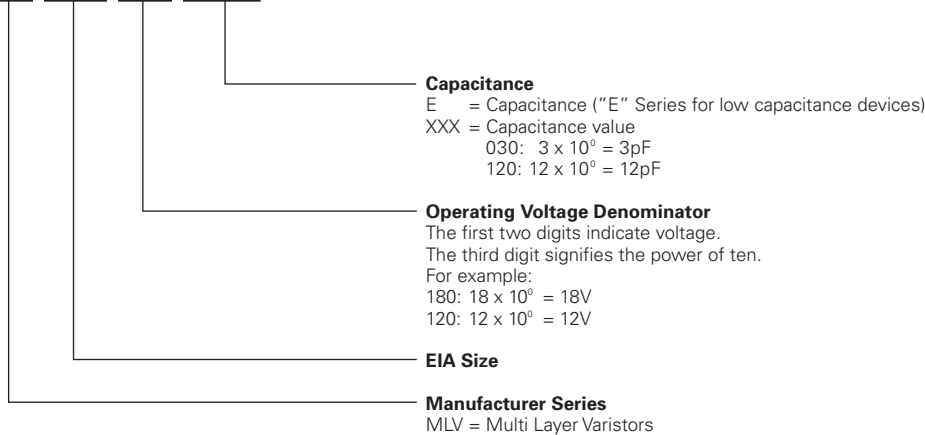 Capacitance
E = Capacitance ("E" Series for low capacitance devices)
XXX = Capacitance value
030: 3 x 10⁰ = 3pF
120: 12 x 10⁰ = 12pF
Operating Voltage Denominator
The first two digits indicate voltage.
The third digit signifies the power of ten.
For example:
180: 18 x 10⁰ = 18V
120: 12 x 10⁰ = 12V
EIA Size
Manufacturer Series
MLV = Multi Layer Varistors